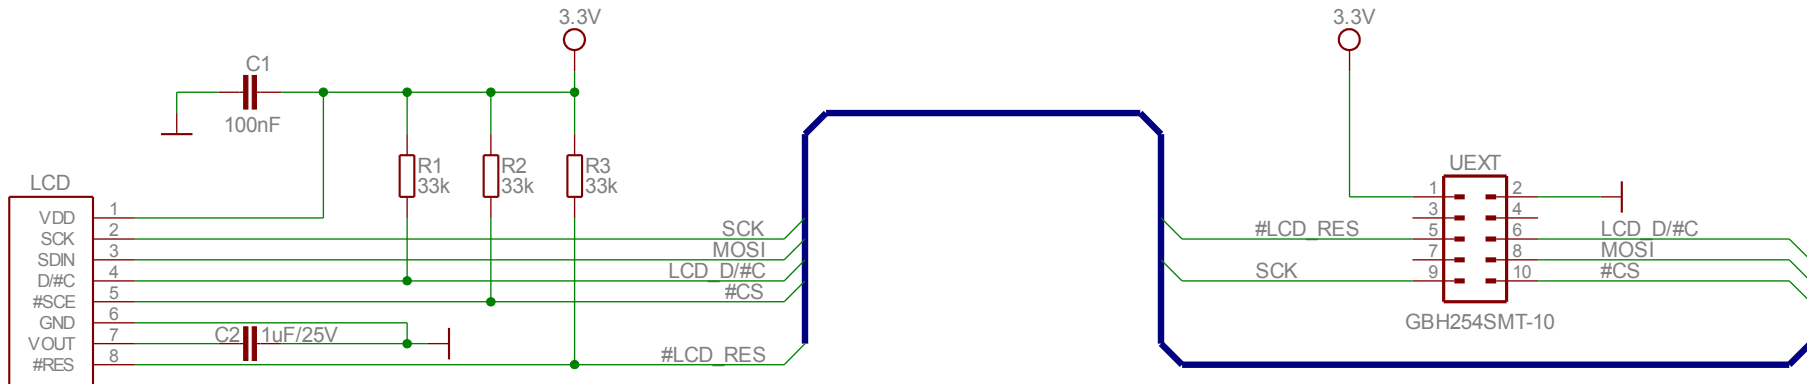 3.3V
3.3V
C1
100nF
R1
33k
R2
33k
R3
33k
UEXT
LCD
VDD 1
SCK 2
SDIN 3
D/#C 4
#SCE 5
GND 6
VOUT 7
#RES 8
SCK
MOSI
LCD_D/#C
#CS
C2 1uF/25V
#LCD_RES
1 2
3 4
#LCD_RES 5 6 LCD_D/#C
7 8 MOSI
SCK 9 10 #CS
GBH254SMT-10